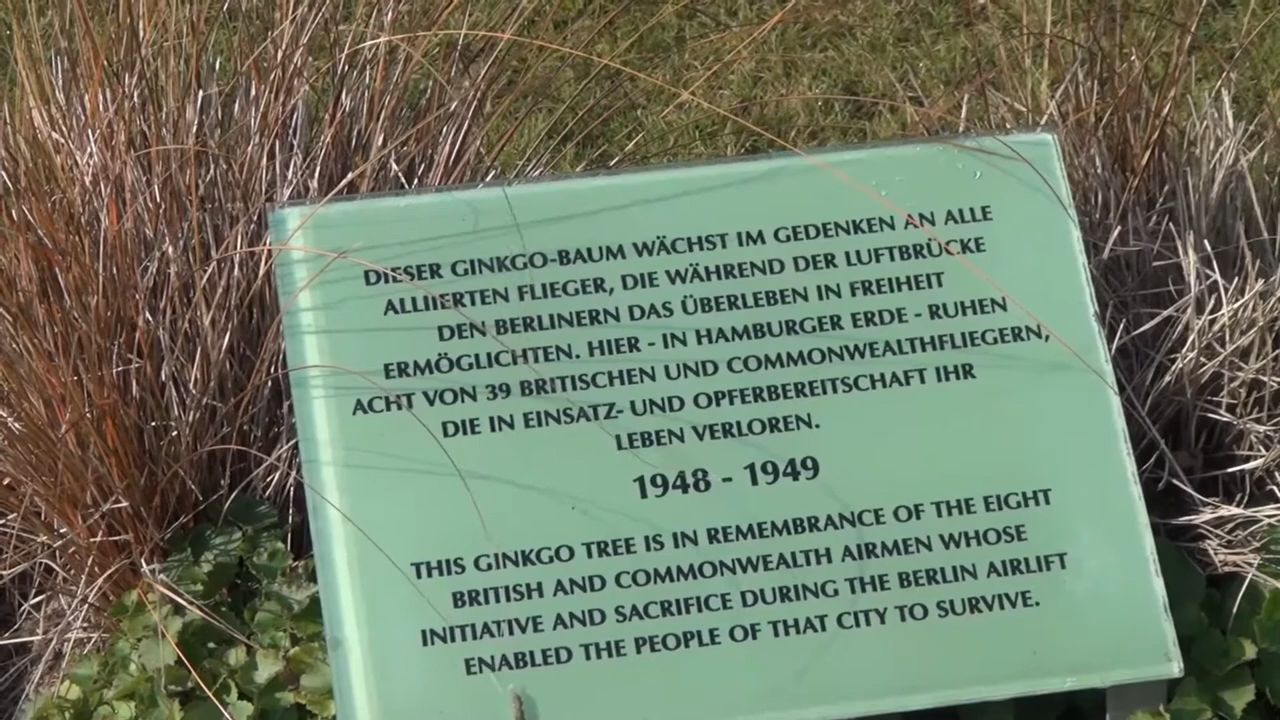 DIESER GINKGO-BAUM WÄCHST IM GEDENKEN AN ALLE
ALLIIERTEN FLIEGER, DIE WÄHREND DER LUFTBRÜCKE
DEN BERLINERN DAS ÜBERLEBEN IN FREIHEIT
ERMÖGLICHTEN. HIER - IN HAMBURGER ERDE - RUHEN
ACHT VON 39 BRITISCHEN UND COMMONWEALTHFLIEGERN,
DIE IN EINSATZ- UND OPFERBEREITSCHAFT IHR
LEBEN VERLOREN.
1948 - 1949
THIS GINKGO TREE IS IN REMEMBRANCE OF THE EIGHT
BRITISH AND COMMONWEALTH AIRMEN WHOSE
INITIATIVE AND SACRIFICE DURING THE BERLIN AIRLIFT
ENABLED THE PEOPLE OF THAT CITY TO SURVIVE.